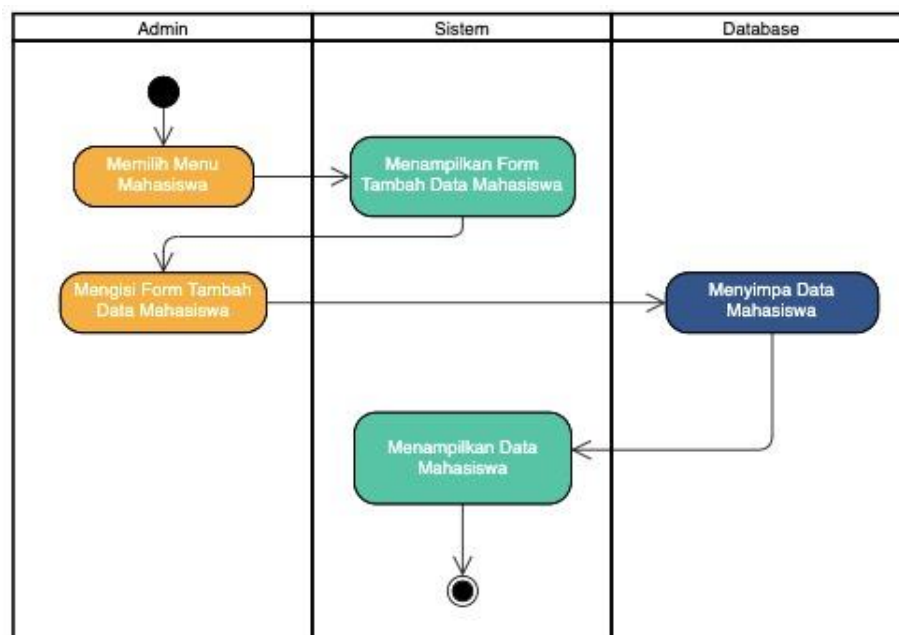 Admin
Sistem
Database
Memilih Menu
Mahasiswa
Menampilkan Form
Tambah Data Mahasiswa
Mengisi Form Tambah
Data Mahasiswa
Menyimpa Data
Mahasiswa
Menampilkan Data
Mahasiswa